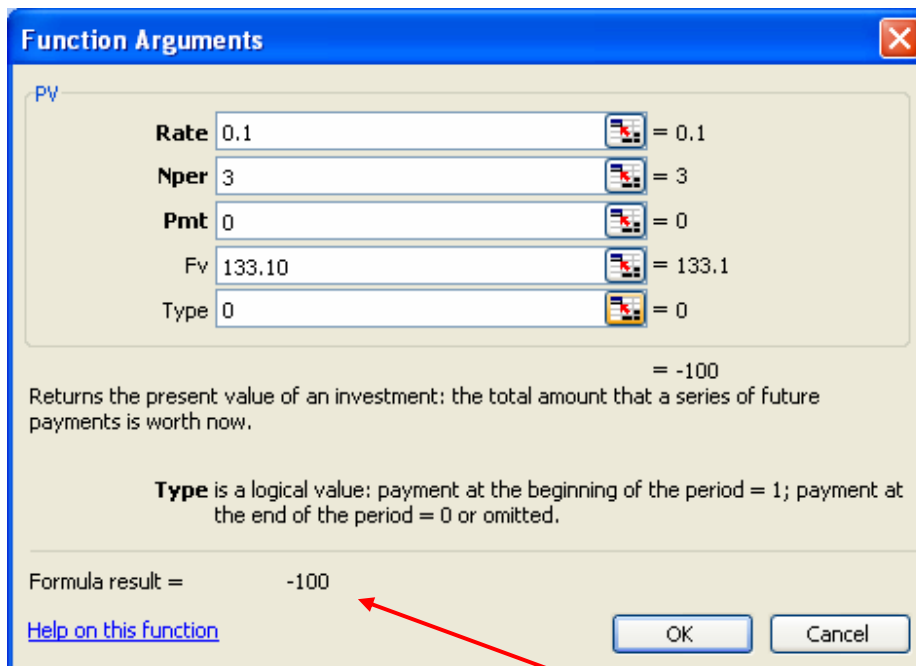 Function Arguments
PV
Rate 0.1 = 0.1
Nper 3 = 3
Pmt 0 = 0
Fv 133.10 = 133.1
Type 0 = 0
= -100
Returns the present value of an investment: the total amount that a series of future
payments is worth now.
Type is a logical value: payment at the beginning of the period = 1; payment at
the end of the period = 0 or omitted.
Formula result = -100
Help on this function OK Cancel